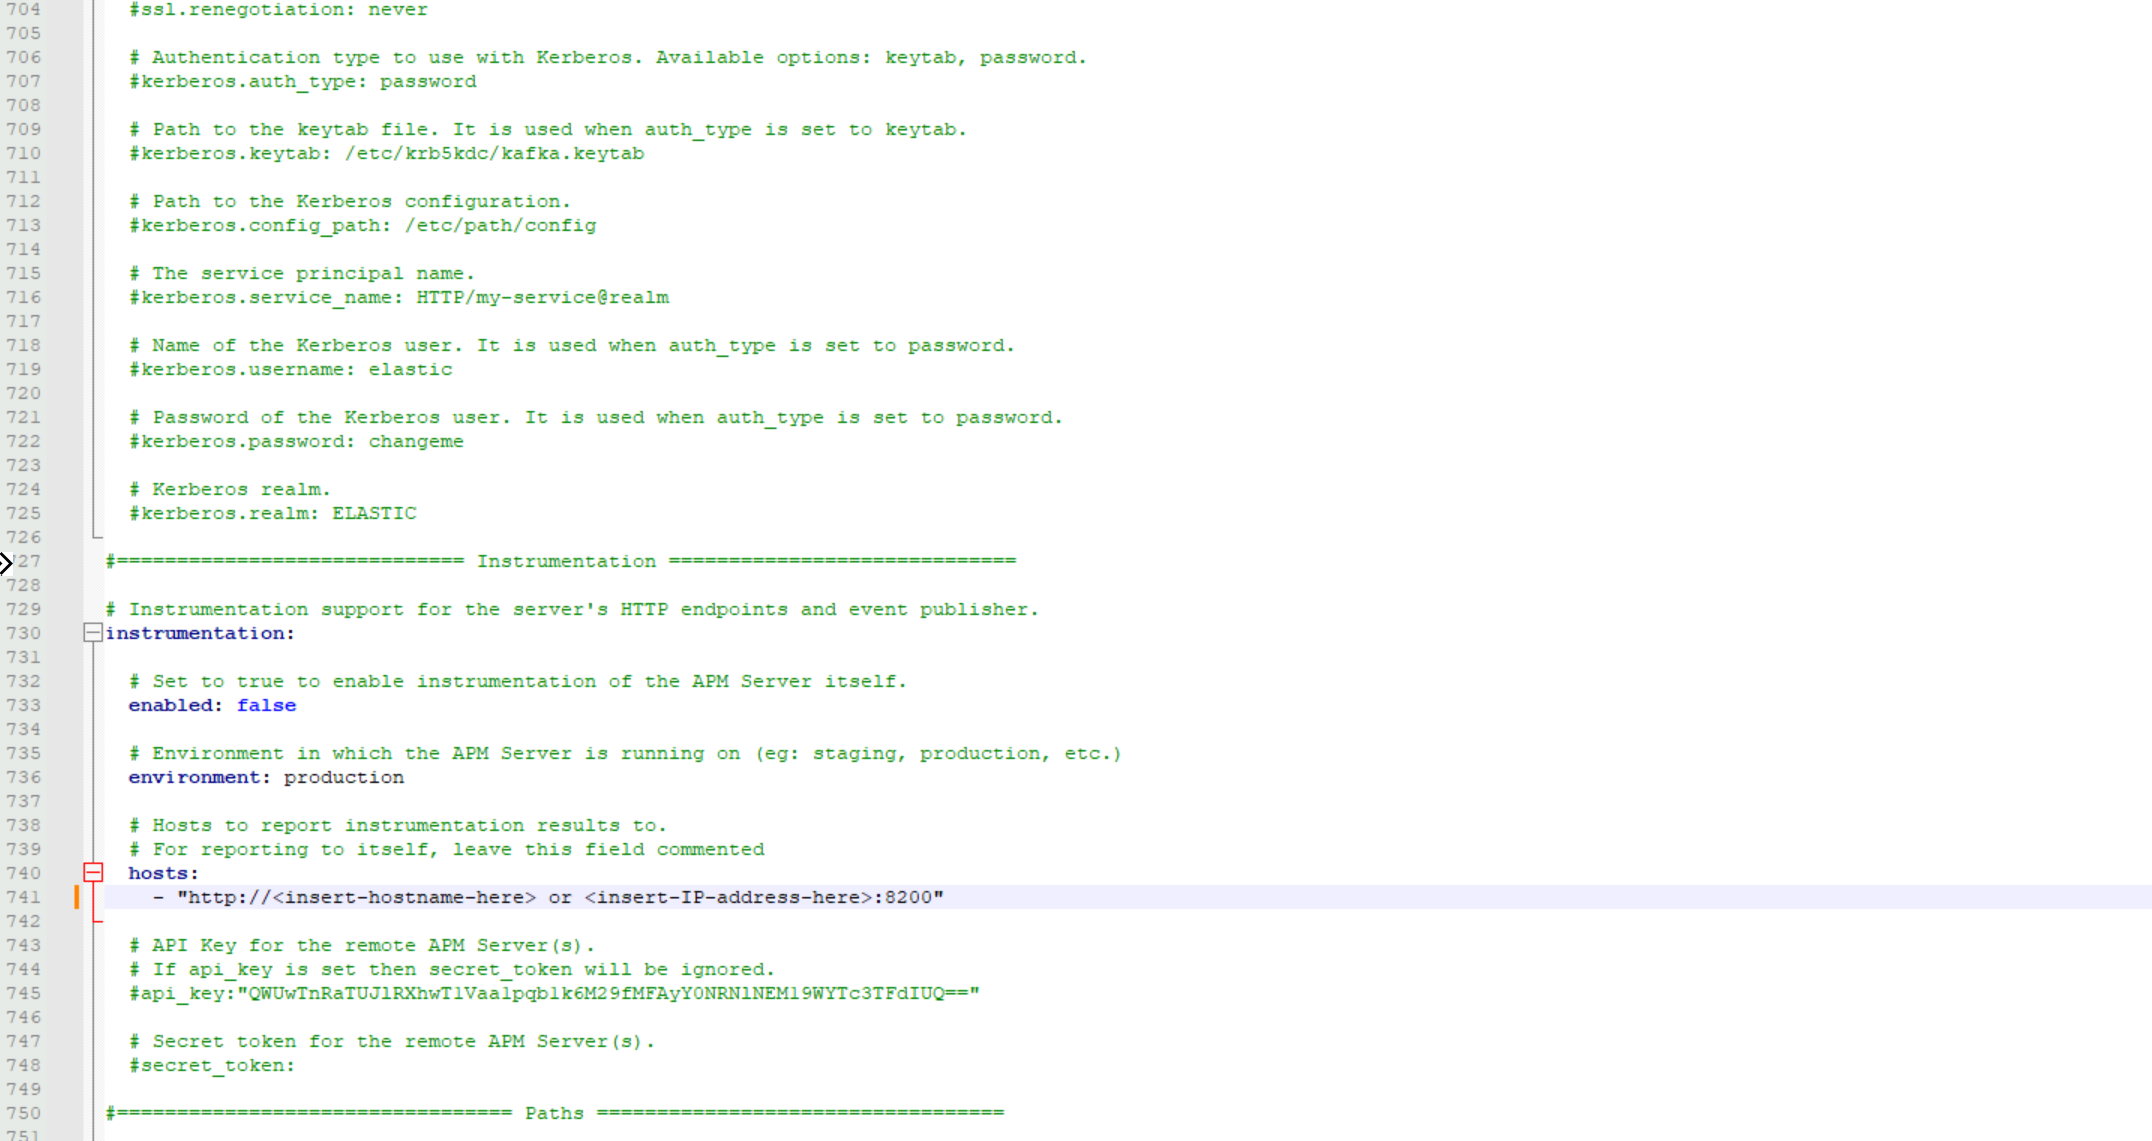 704 #ssl.renegotiation: never
705
706 # Authentication type to use with Kerberos. Available options: keytab, password.
707 #kerberos.auth_type: password
708
709 # Path to the keytab file. It is used when auth_type is set to keytab.
710 #kerberos.keytab: /etc/krb5kdc/kafka.keytab
711
712 # Path to the Kerberos configuration.
713 #kerberos.config_path: /etc/path/config
714
715 # The service principal name.
716 #kerberos.service_name: HTTP/my-service@realm
717
718 # Name of the Kerberos user. It is used when auth_type is set to password.
719 #kerberos.username: elastic
720
721 # Password of the Kerberos user. It is used when auth_type is set to password.
722 #kerberos.password: changeme
723
724 # Kerberos realm.
725 #kerberos.realm: ELASTIC
726
727 #============================= Instrumentation =============================
728
729 # Instrumentation support for the server's HTTP endpoints and event publisher.
730 instrumentation:
731
732 # Set to true to enable instrumentation of the APM Server itself.
733 enabled: false
734
735 # Environment in which the APM Server is running on (eg: staging, production, etc.)
736 environment: production
737
738 # Hosts to report instrumentation results to.
739 # For reporting to itself, leave this field commented
740 hosts:
741 - "http://<insert-hostname-here> or <insert-IP-address-here>:8200"
742
743 # API Key for the remote APM Server(s).
744 # If api_key is set then secret_token will be ignored.
745 #api_key:"QWUwTnRaTUJlRXhwTlVaalpqblk6M29fMFAyY0NRNlNEMl9WYTc3TFdIUQ=="
746
747 # Secret token for the remote APM Server(s).
748 #secret_token:
749
750 #================================= Paths ==================================
751